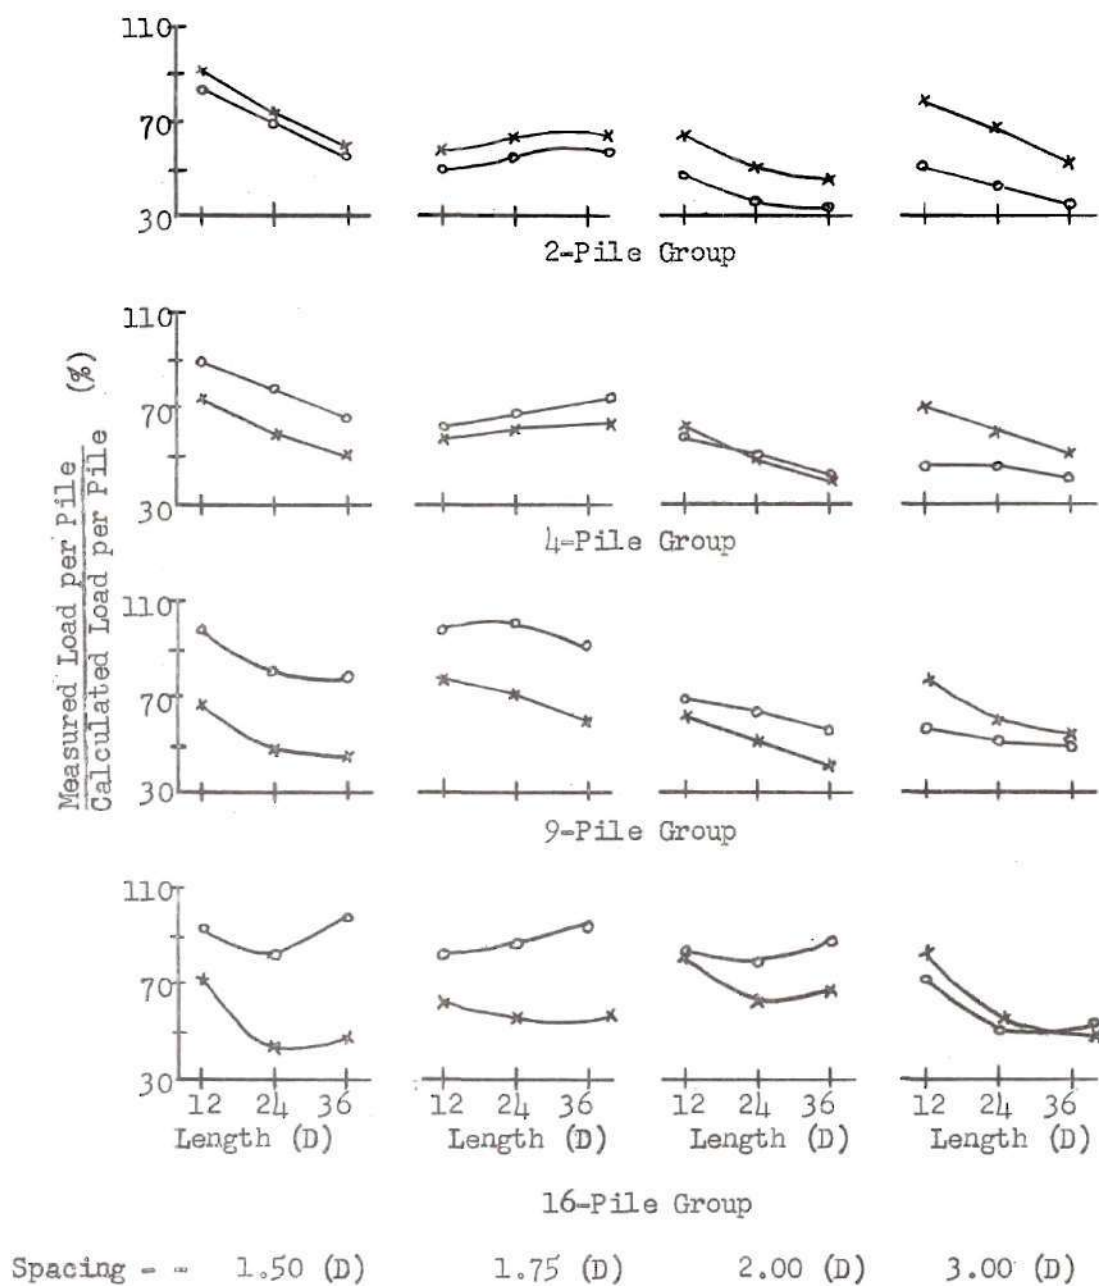 110
70
30
2-Pile Group
110
70
30
4-Pile Group
Measured Load per Pile (%)
Calculated Load per Pile
110
70
30
9-Pile Group
110
70
30
12 24 36 12 24 36 12 24 36 12 24 36
Length (D) Length (D) Length (D) Length (D)
16-Pile Group
Spacing - - 1.50 (D) 1.75 (D) 2.00 (D) 3.00 (D)